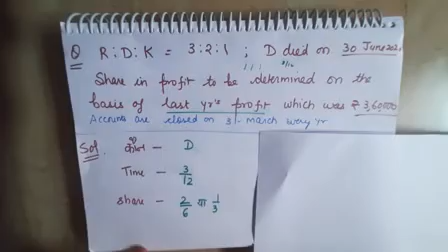 Q R : D : K = 3 : 2 : 1 ; D died on 30 June 202
Share in profit to be determined on the
basis of last yr's profit which was ₹ 3,60,000
Accounts are closed on 31-march every yr
Sol. कौन - D
Time - 3/12
Share - 2/6 या 1/3